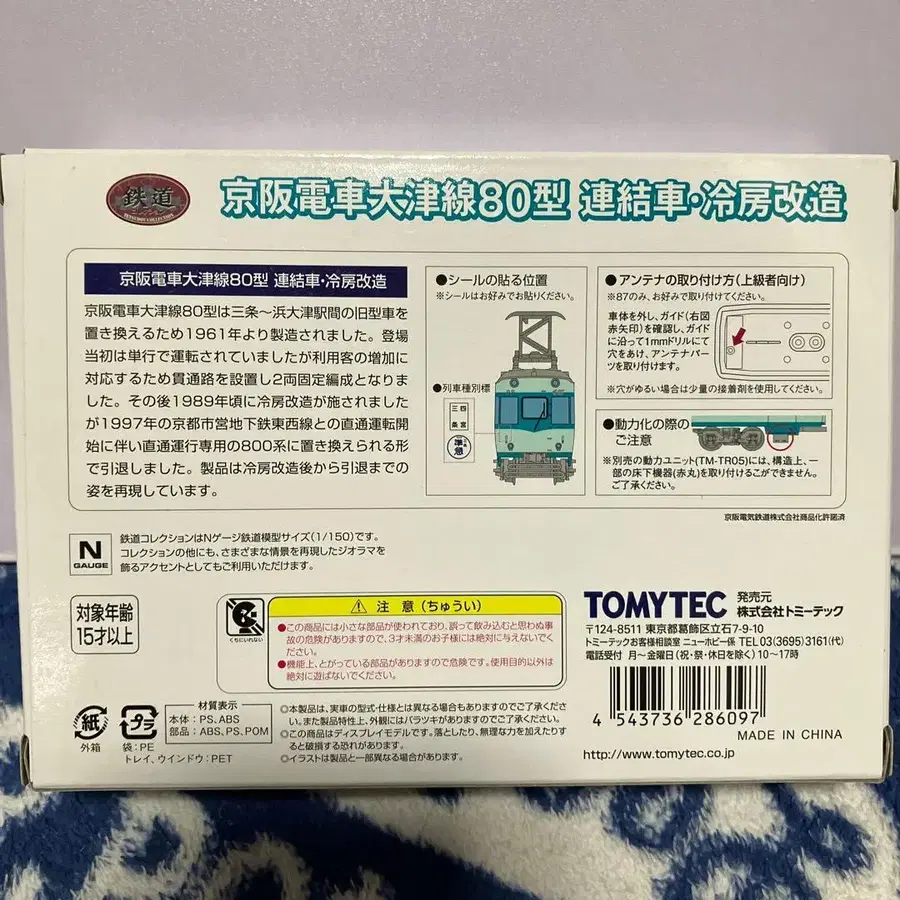 鉄道
TETSUDOU COLLECTION
京阪電車大津線80型 連結車・冷房改造
京阪電車大津線80型 連結車・冷房改造
京阪電車大津線80型は三条〜浜大津駅間の旧型車を
置き換えるため1961年より製造されました。登場
当初は単行で運転されていましたが利用客の増加に
対応するため貫通路を設置し2両固定編成となりま
した。その後1989年頃に冷房改造が施されました
が1997年の京都市営地下鉄東西線との直通運転開
始に伴い直通運行専用の800系に置き換えられる形
で引退しました。製品は冷房改造後から引退までの
姿を再現しています。
●シールの貼る位置
※シールはお好みでお貼りください。
●列車種別標
三条
四宮
準急
●アンテナの取り付け方(上級者向け)
※87のみ、お好みで取り付けてください。
車体を外し、ガイド(右図
赤矢印)を確認し、ガイド
に沿って1mmドリルにて
穴をあけ、アンテナパー
ツを取付けます。
※穴がゆるい場合は少量の接着剤を使用してください。
●動力化の際の
ご注意
※別売の動力ユニット(TM-TR05)には、構造上、一
部の床下機器(赤丸)を取り付けるこができません。
ご了承ください。
京阪電気鉄道株式会社商品化許諾済
N
GAUGE
鉄道コレクションはNゲージ鉄道模型サイズ(1/150)です。
コレクションの他にも、さまざまな情景を再現したジオラマを
飾るアクセントとしてもご利用いただけます。
対象年齢
15才以上
くちにいれない
注意(ちゅうい)
●この商品には小さな部品が使われており、誤って飲み込むと思わぬ事
故の危険がありますので、3才未満のお子様には絶対に与えないでく
ださい。
●機能上、とがっている部品がありますので危険です。使用目的以外は
絶対に遊ばないでください。
TOMYTEC 発売元
株式会社トミーテック
〒124-8511 東京都葛飾区立石7-9-10
トミーテックお客様相談室 ニューホビー係 TEL.03(3695)3161(代)
電話受付 月〜金曜日(祝・祭・休日を除く)10〜17時
4 543736 286097
MADE IN CHINA
http://www.tomytec.co.jp
紙
外箱
プラ
袋:PE
トレイ、ウインドウ:PET
材質表示
本体:PS、ABS
部品:ABS、PS、POM
◎本製品は、実車の型式・仕様とは異なる場合もありますのでご了承くださ
い。また製品特性上、外観にはバラツキがありますのでご了承ください。
◎この商品はディスプレイモデルです。落としたり、無理な力を加えたりす
ると破損する恐れがあります。
◎イラストは製品と一部異なる場合があります。